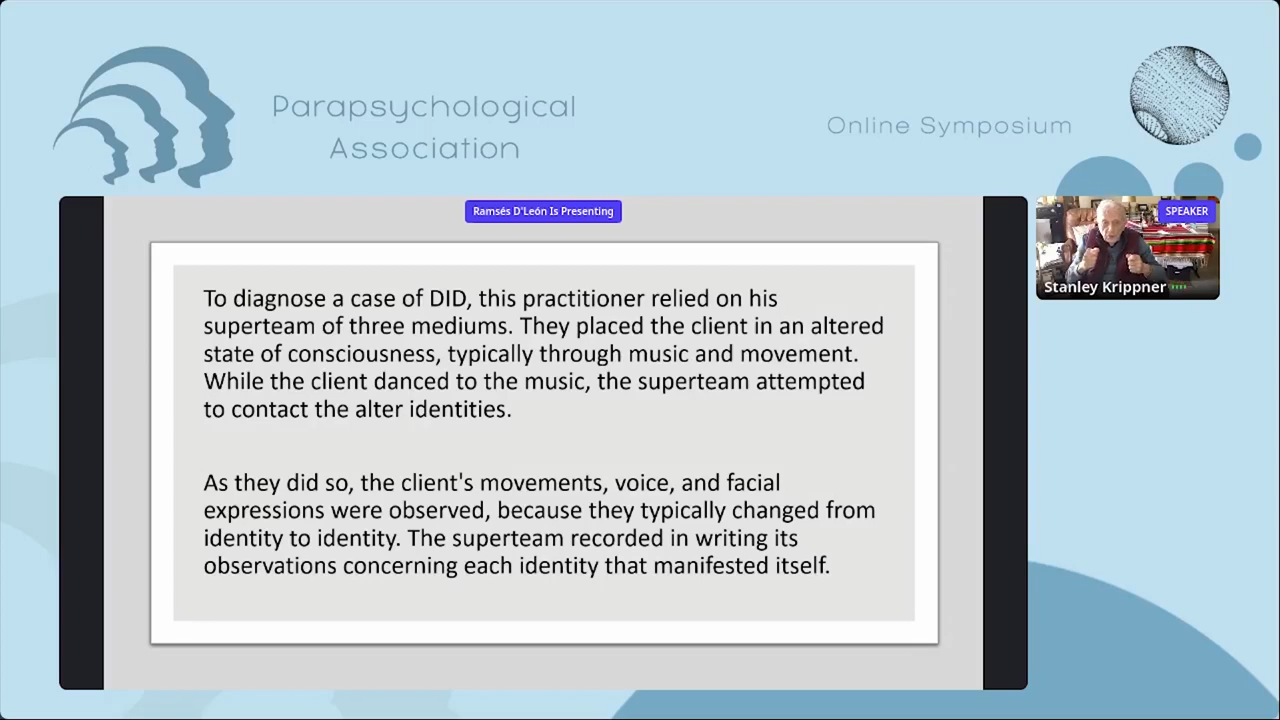 Parapsychological
Association
Online Symposium
Ramsés D'León Is Presenting
SPEAKER
Stanley Krippner
To diagnose a case of DID, this practitioner relied on his
superteam of three mediums. They placed the client in an altered
state of consciousness, typically through music and movement.
While the client danced to the music, the superteam attempted
to contact the alter identities.
As they did so, the client's movements, voice, and facial
expressions were observed, because they typically changed from
identity to identity. The superteam recorded in writing its
observations concerning each identity that manifested itself.